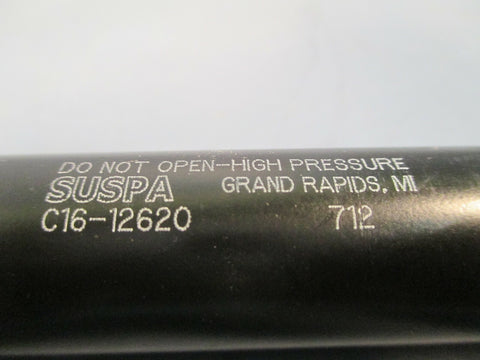 DO NOT OPEN-HIGH PRESSURE
SUSPA GRAND RAPIDS, MI
C16-12620 712